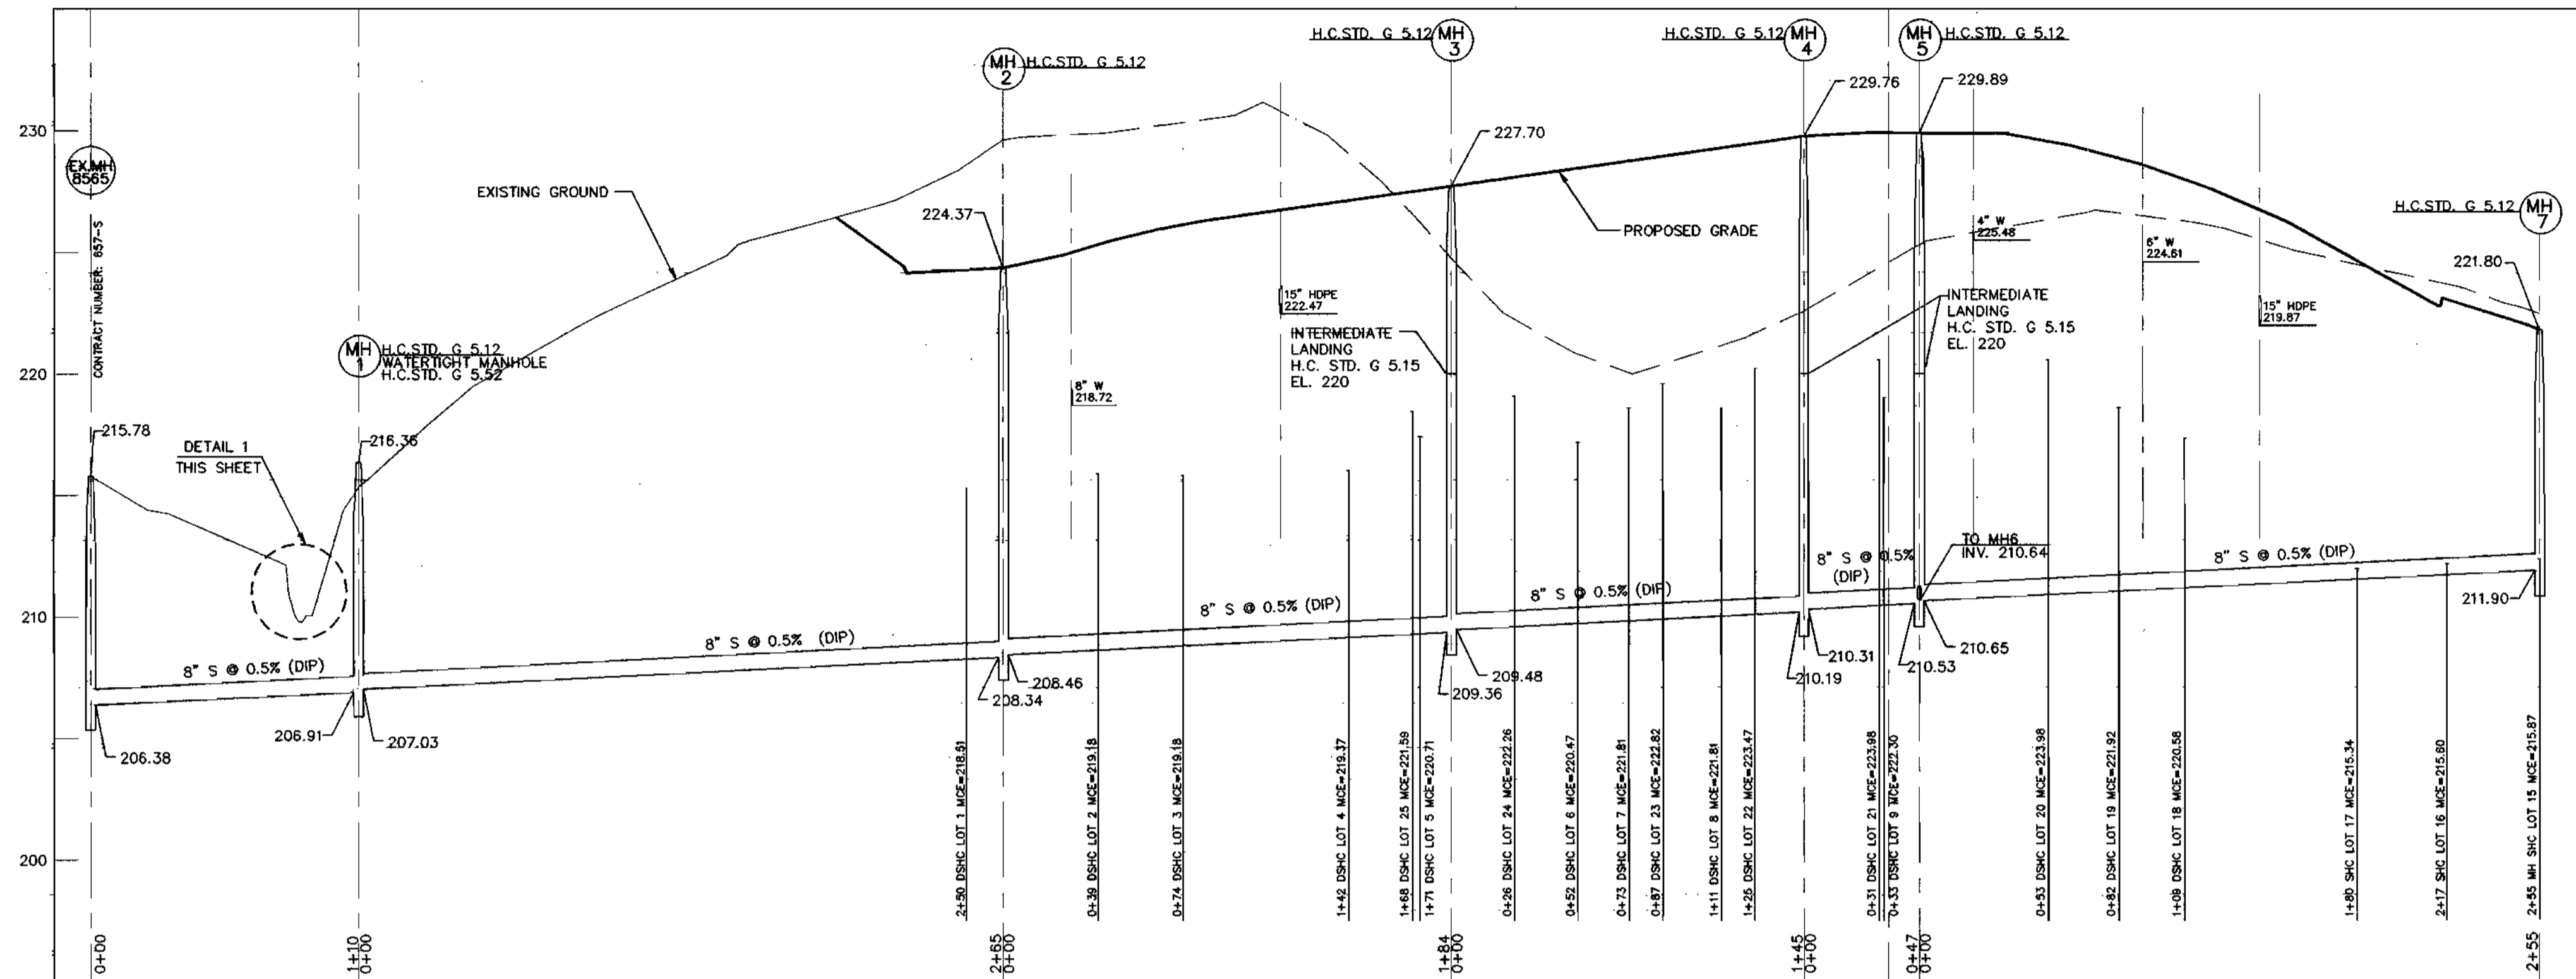 H.C.STD. G 5.12
MH
3
H.C.STD. G 5.12
MH
4
MH
5
H.C.STD. G 5.12
MH
2
H.C.STD. G 5.12
229.76
229.89
230
227.70
EX.MH
8565
EXISTING GROUND
224.37
PROPOSED GRADE
H.C.STD. G 5.12
MH
7
4" W
225.48
6" W
224.61
221.80
CONTRACT NUMBER: 657-S
15" HDPE
222.47
INTERMEDIATE
LANDING
H.C. STD. G 5.15
EL. 220
INTERMEDIATE
LANDING
H.C. STD. G 5.15
EL. 220
15" HDPE
219.87
MH
H.C.STD. G 5.12
WATERTIGHT MANHOLE
H.C.STD. G 5.52
220
8" W
218.72
215.78
DETAIL 1
THIS SHEET
216.36
TO MH6
INV. 210.64
210
8" S @ 0.5% (DIP)
8" S @ 0.5% (DIP)
8" S @ 0.5% (DIP)
8" S @ 0.5% (DIP)
8" S @ 0.5%
(DIP)
8" S @ 0.5% (DIP)
206.38
206.91
207.03
208.34
208.46
209.36
209.48
210.19
210.31
210.53
210.65
211.90
200
2+50 DSHC LOT 1 MCE=218.51
0+39 DSHC LOT 2 MCE=219.18
0+74 DSHC LOT 3 MCE=219.18
1+42 DSHC LOT 4 MCE=219.37
1+68 DSHC LOT 25 MCE=221.59
1+71 DSHC LOT 5 MCE=220.71
0+26 DSHC LOT 24 MCE=222.26
0+52 DSHC LOT 6 MCE=220.47
0+73 DSHC LOT 7 MCE=221.81
0+87 DSHC LOT 23 MCE=222.82
1+11 DSHC LOT 8 MCE=221.81
1+25 DSHC LOT 22 MCE=223.47
0+31 DSHC LOT 21 MCE=223.98
0+33 DSHC LOT 9 MCE=222.30
0+53 DSHC LOT 20 MCE=223.98
0+82 DSHC LOT 19 MCE=221.92
1+09 DSHC LOT 18 MCE=220.58
1+80 SHC LOT 17 MCE=215.34
2+17 SHC LOT 16 MCE=215.60
2+55 MH SHC LOT 15 MCE=215.87
0+00
1+10
0+00
2+65
0+00
1+84
0+00
1+45
0+00
0+47
0+00
2+55